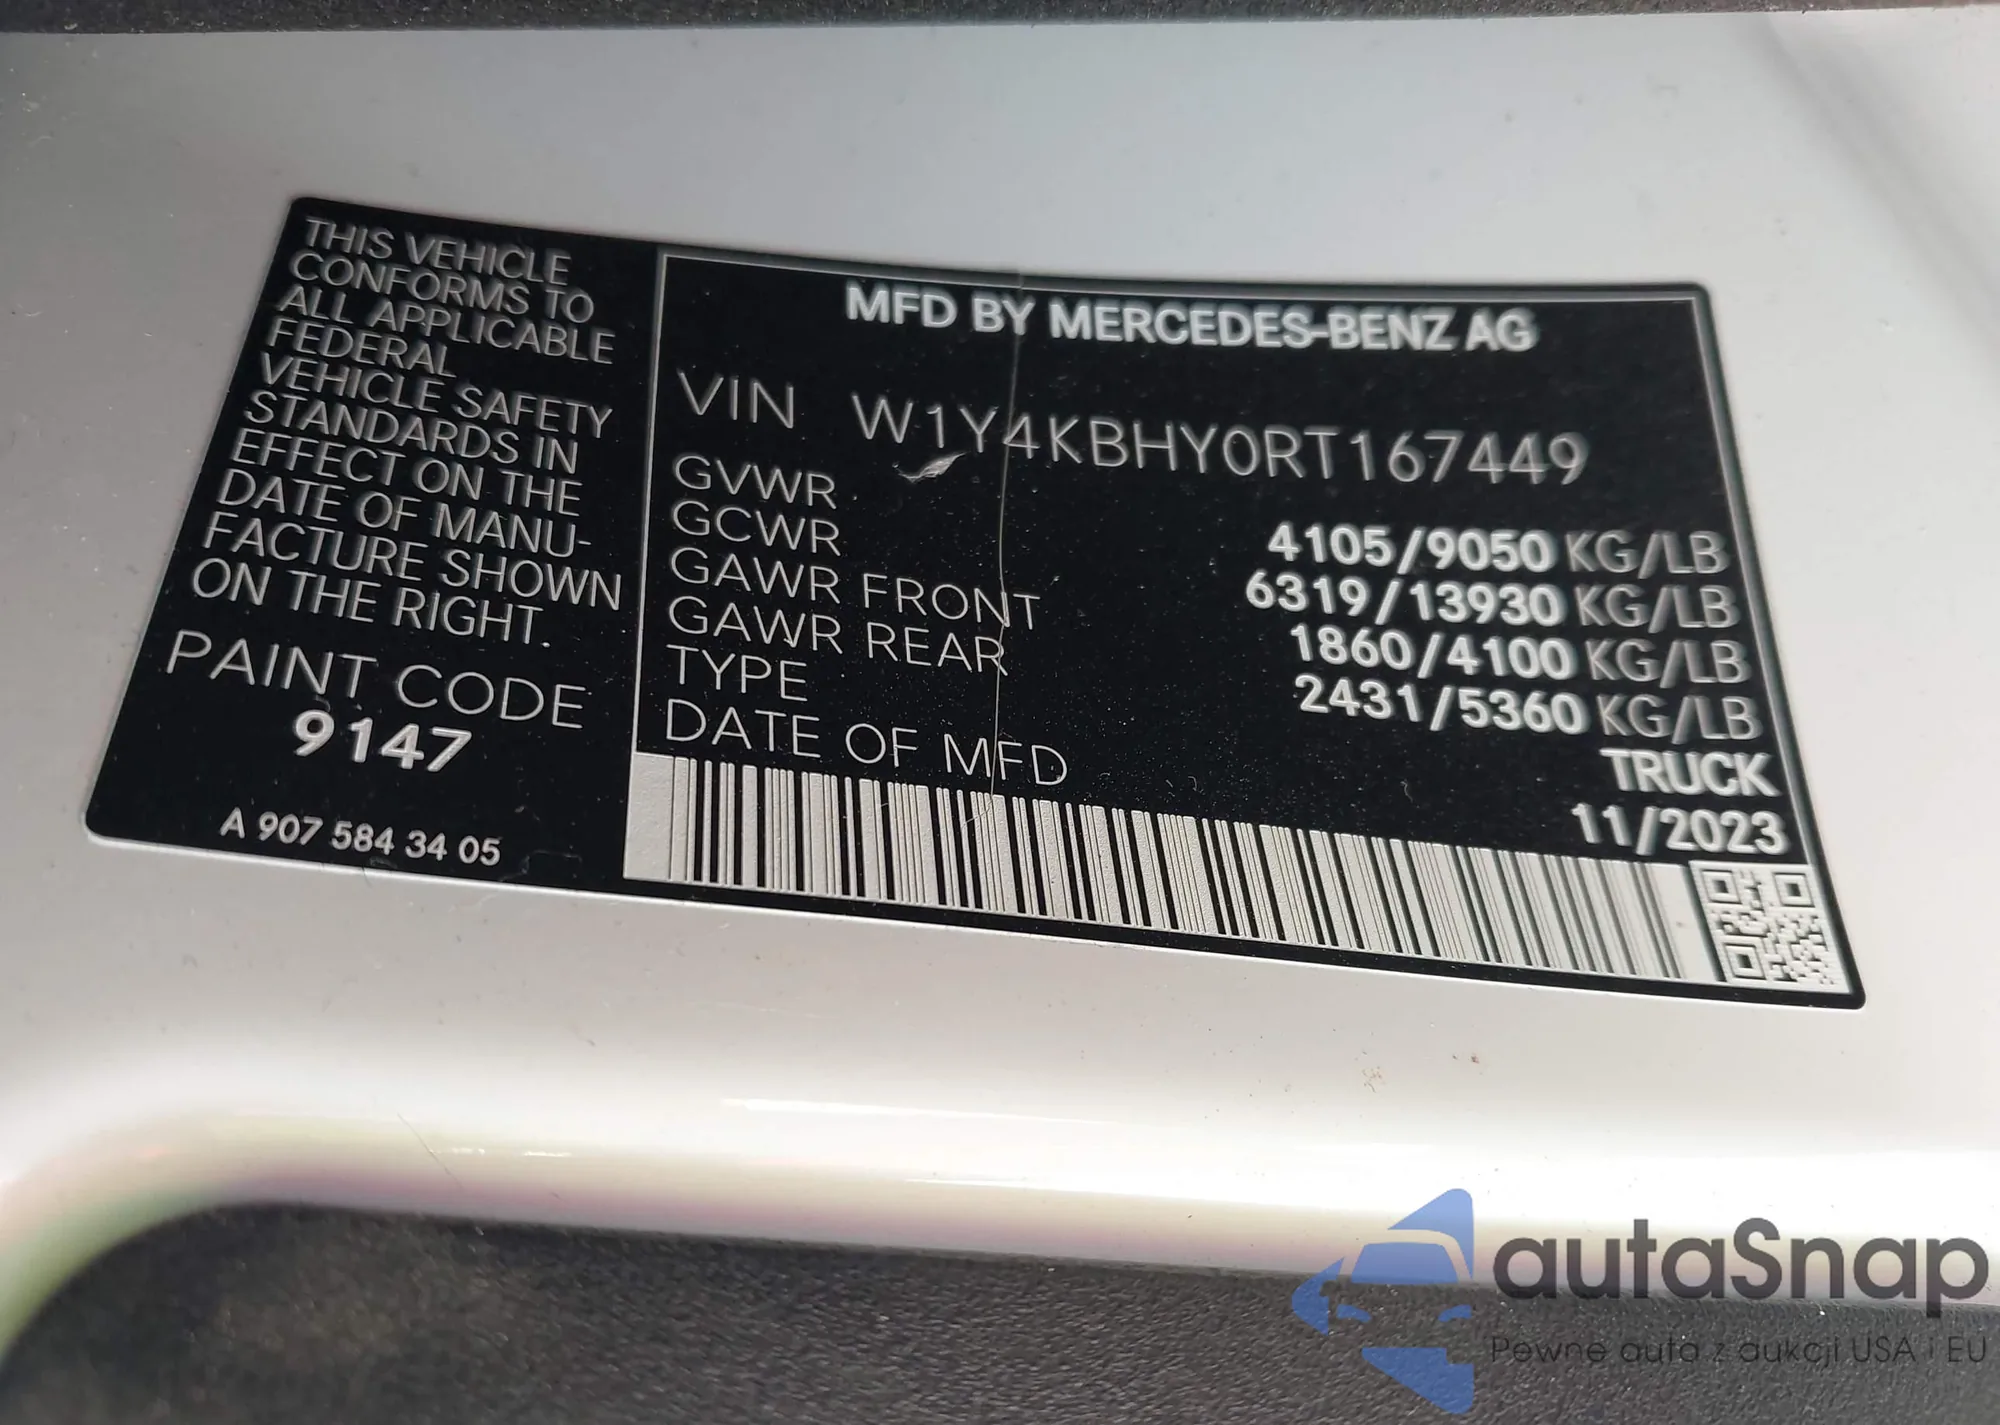 THIS VEHICLE
CONFORMS TO
ALL APPLICABLE
FEDERAL
VEHICLE SAFETY
STANDARDS IN
EFFECT ON THE
DATE OF MANU-
FACTURE SHOWN
ON THE RIGHT.
PAINT CODE
9147
A 907 584 34 05
MFD BY MERCEDES-BENZ AG
VIN W1Y4KBHY0RT167449
GVWR 4105/9050 KG/LB
GCWR 6319/13930 KG/LB
GAWR FRONT 1860/4100 KG/LB
GAWR REAR 2431/5360 KG/LB
TYPE TRUCK
DATE OF MFD 11/2023
autaSnap
Pewne auta z aukcji USA i EU